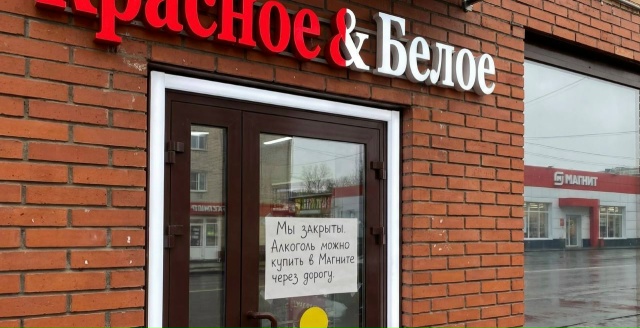 Красное&Белое
МАГНИТ
Мы закрыты.
Алкоголь можно
купить в Магните
через дорогу.